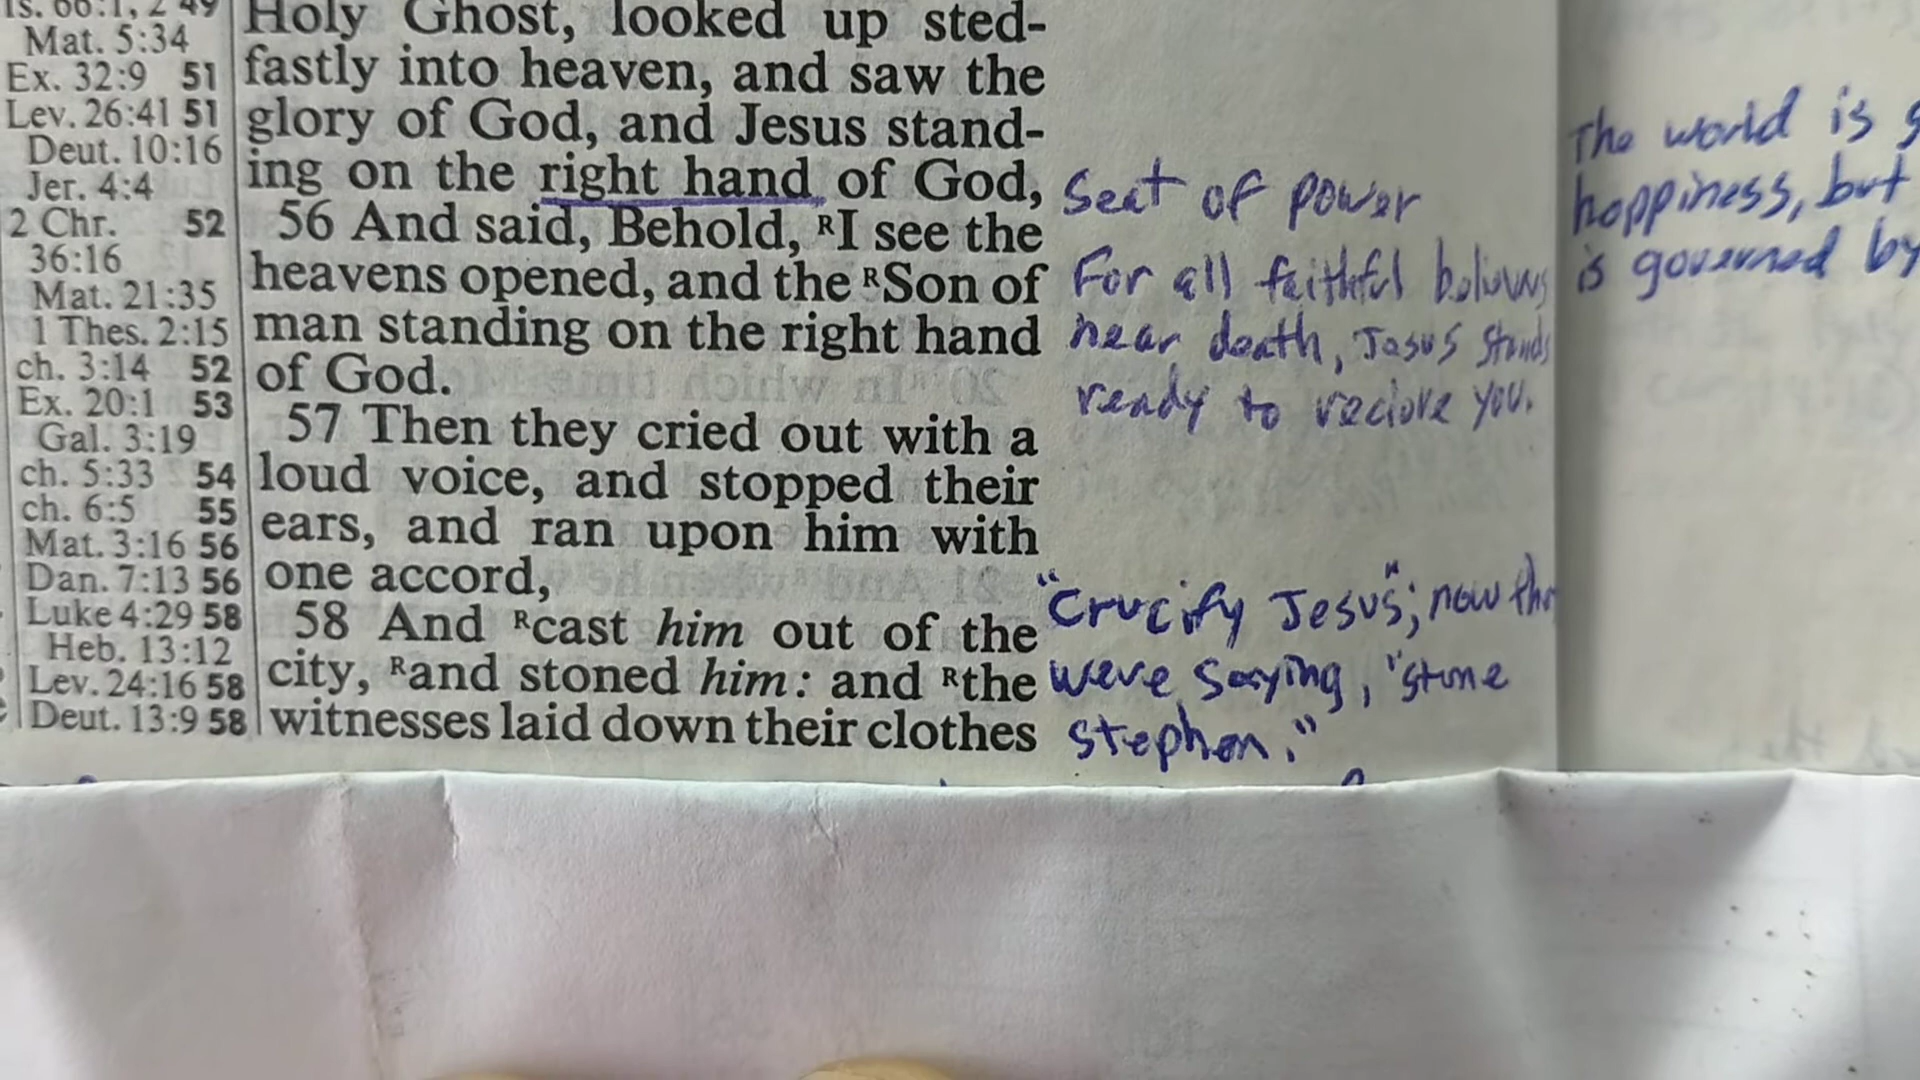 Is. 66:1, 2 49
Mat. 5:34
Ex. 32:9 51
Lev. 26:41 51
Deut. 10:16
Jer. 4:4
2 Chr. 52
36:16
Mat. 21:35
1 Thes. 2:15
ch. 3:14 52
Ex. 20:1 53
Gal. 3:19
ch. 5:33 54
ch. 6:5 55
Mat. 3:16 56
Dan. 7:13 56
Luke 4:29 58
Heb. 13:12
Lev. 24:16 58
Deut. 13:9 58
Holy Ghost, looked up sted-
fastly into heaven, and saw the
glory of God, and Jesus stand-
ing on the right hand of God,
56 And said, Behold, ᴿI see the
heavens opened, and the ᴿSon of
man standing on the right hand
of God.
57 Then they cried out with a
loud voice, and stopped their
ears, and ran upon him with
one accord,
58 And ᴿcast him out of the
city, ᴿand stoned him: and ᴿthe
witnesses laid down their clothes
Seat of power
For all faithful believers
near death, Jesus stands
ready to recieve you.
"Crucify Jesus"; now the
were saying, "stone
stephen."
The world is
happiness, but
is governed by